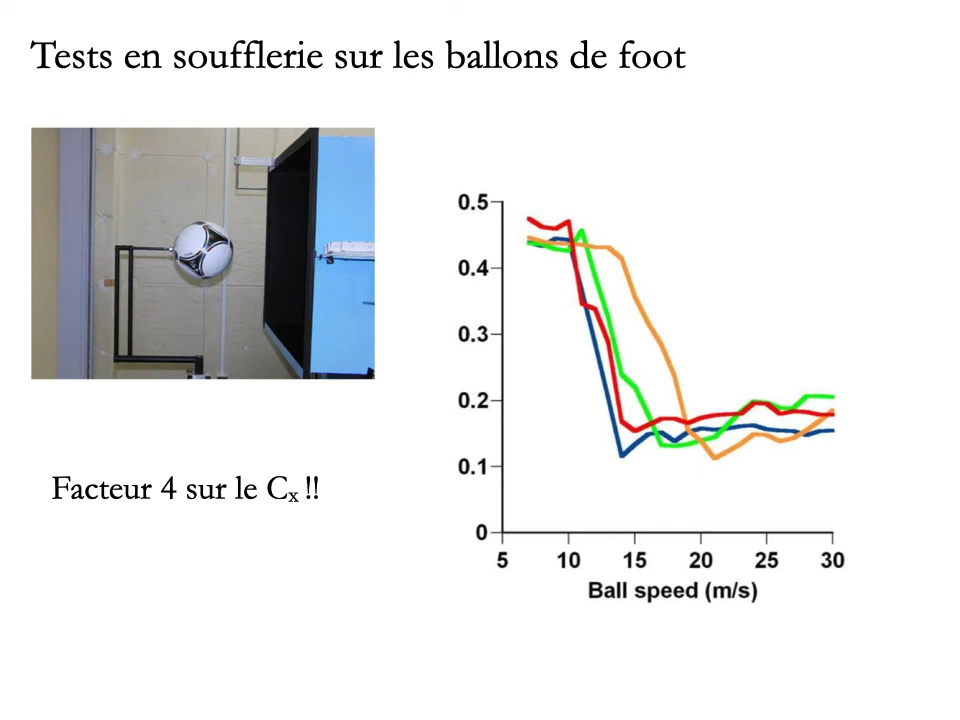 Tests en soufflerie sur les ballons de foot
Facteur 4 sur le Cx !!
0.5
0.4
0.3
0.2
0.1
0
5 10 15 20 25 30
Ball speed (m/s)